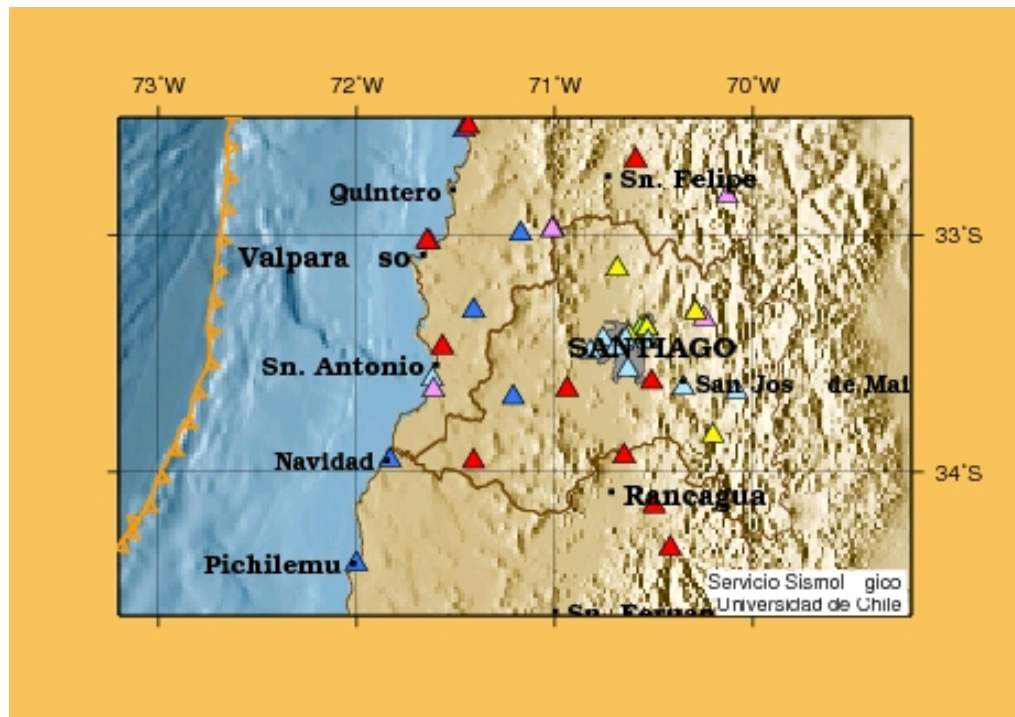 73°W 72°W 71°W 70°W
Sn. Felipe
Quintero
33°S
Valpara so
SANTIAGO
Sn. Antonio
San Jos de Mai
Navidad
34°S
Rancagua
Pichilemu
Servicio Sismol gico
Universidad de Chile
Sn.